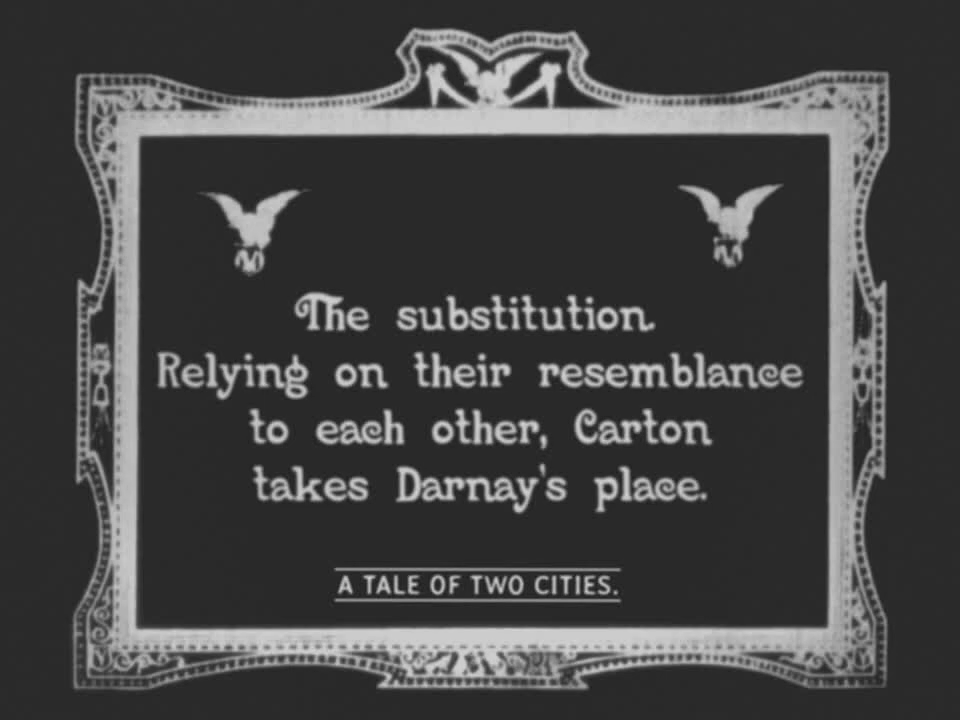 The substitution.
Relying on their resemblance
to each other, Carton
takes Darnay's place.
A TALE OF TWO CITIES.